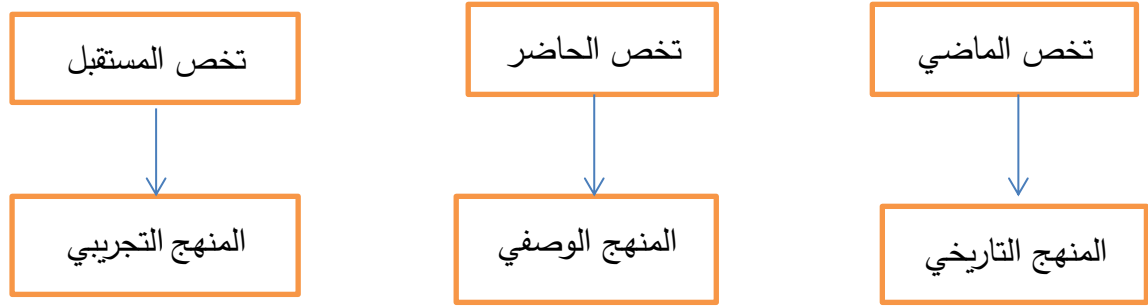 تخص الماضي
تخص الحاضر
تخص المستقبل
المنهج التاريخي
المنهج الوصفي
المنهج التجريبي